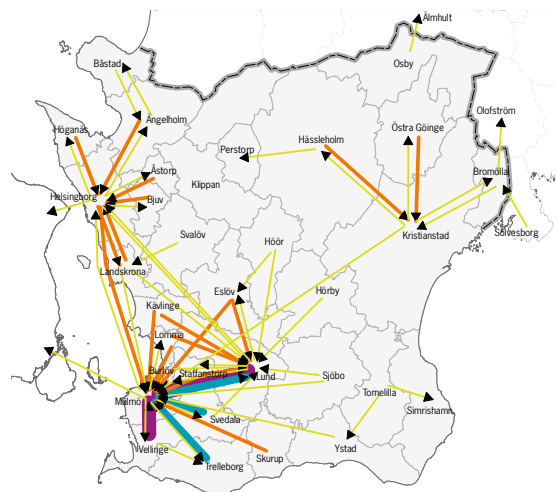 Älmhult
Osby
Båstad
Ängelholm
Höganäs
Perstorp
Hässleholm
Östra Göinge
Olofström
Bromölla
Åstorp
Klippan
Bjuv
Helsingborg
Svalöv
Höör
Kristianstad
Sölvesborg
Landskrona
Eslöv
Hörby
Kävlinge
Lomma
Burlöv
Staffanstorp
Lund
Sjöbo
Tomelilla
Malmö
Simrishamn
Svedala
Vellinge
Trelleborg
Skurup
Ystad